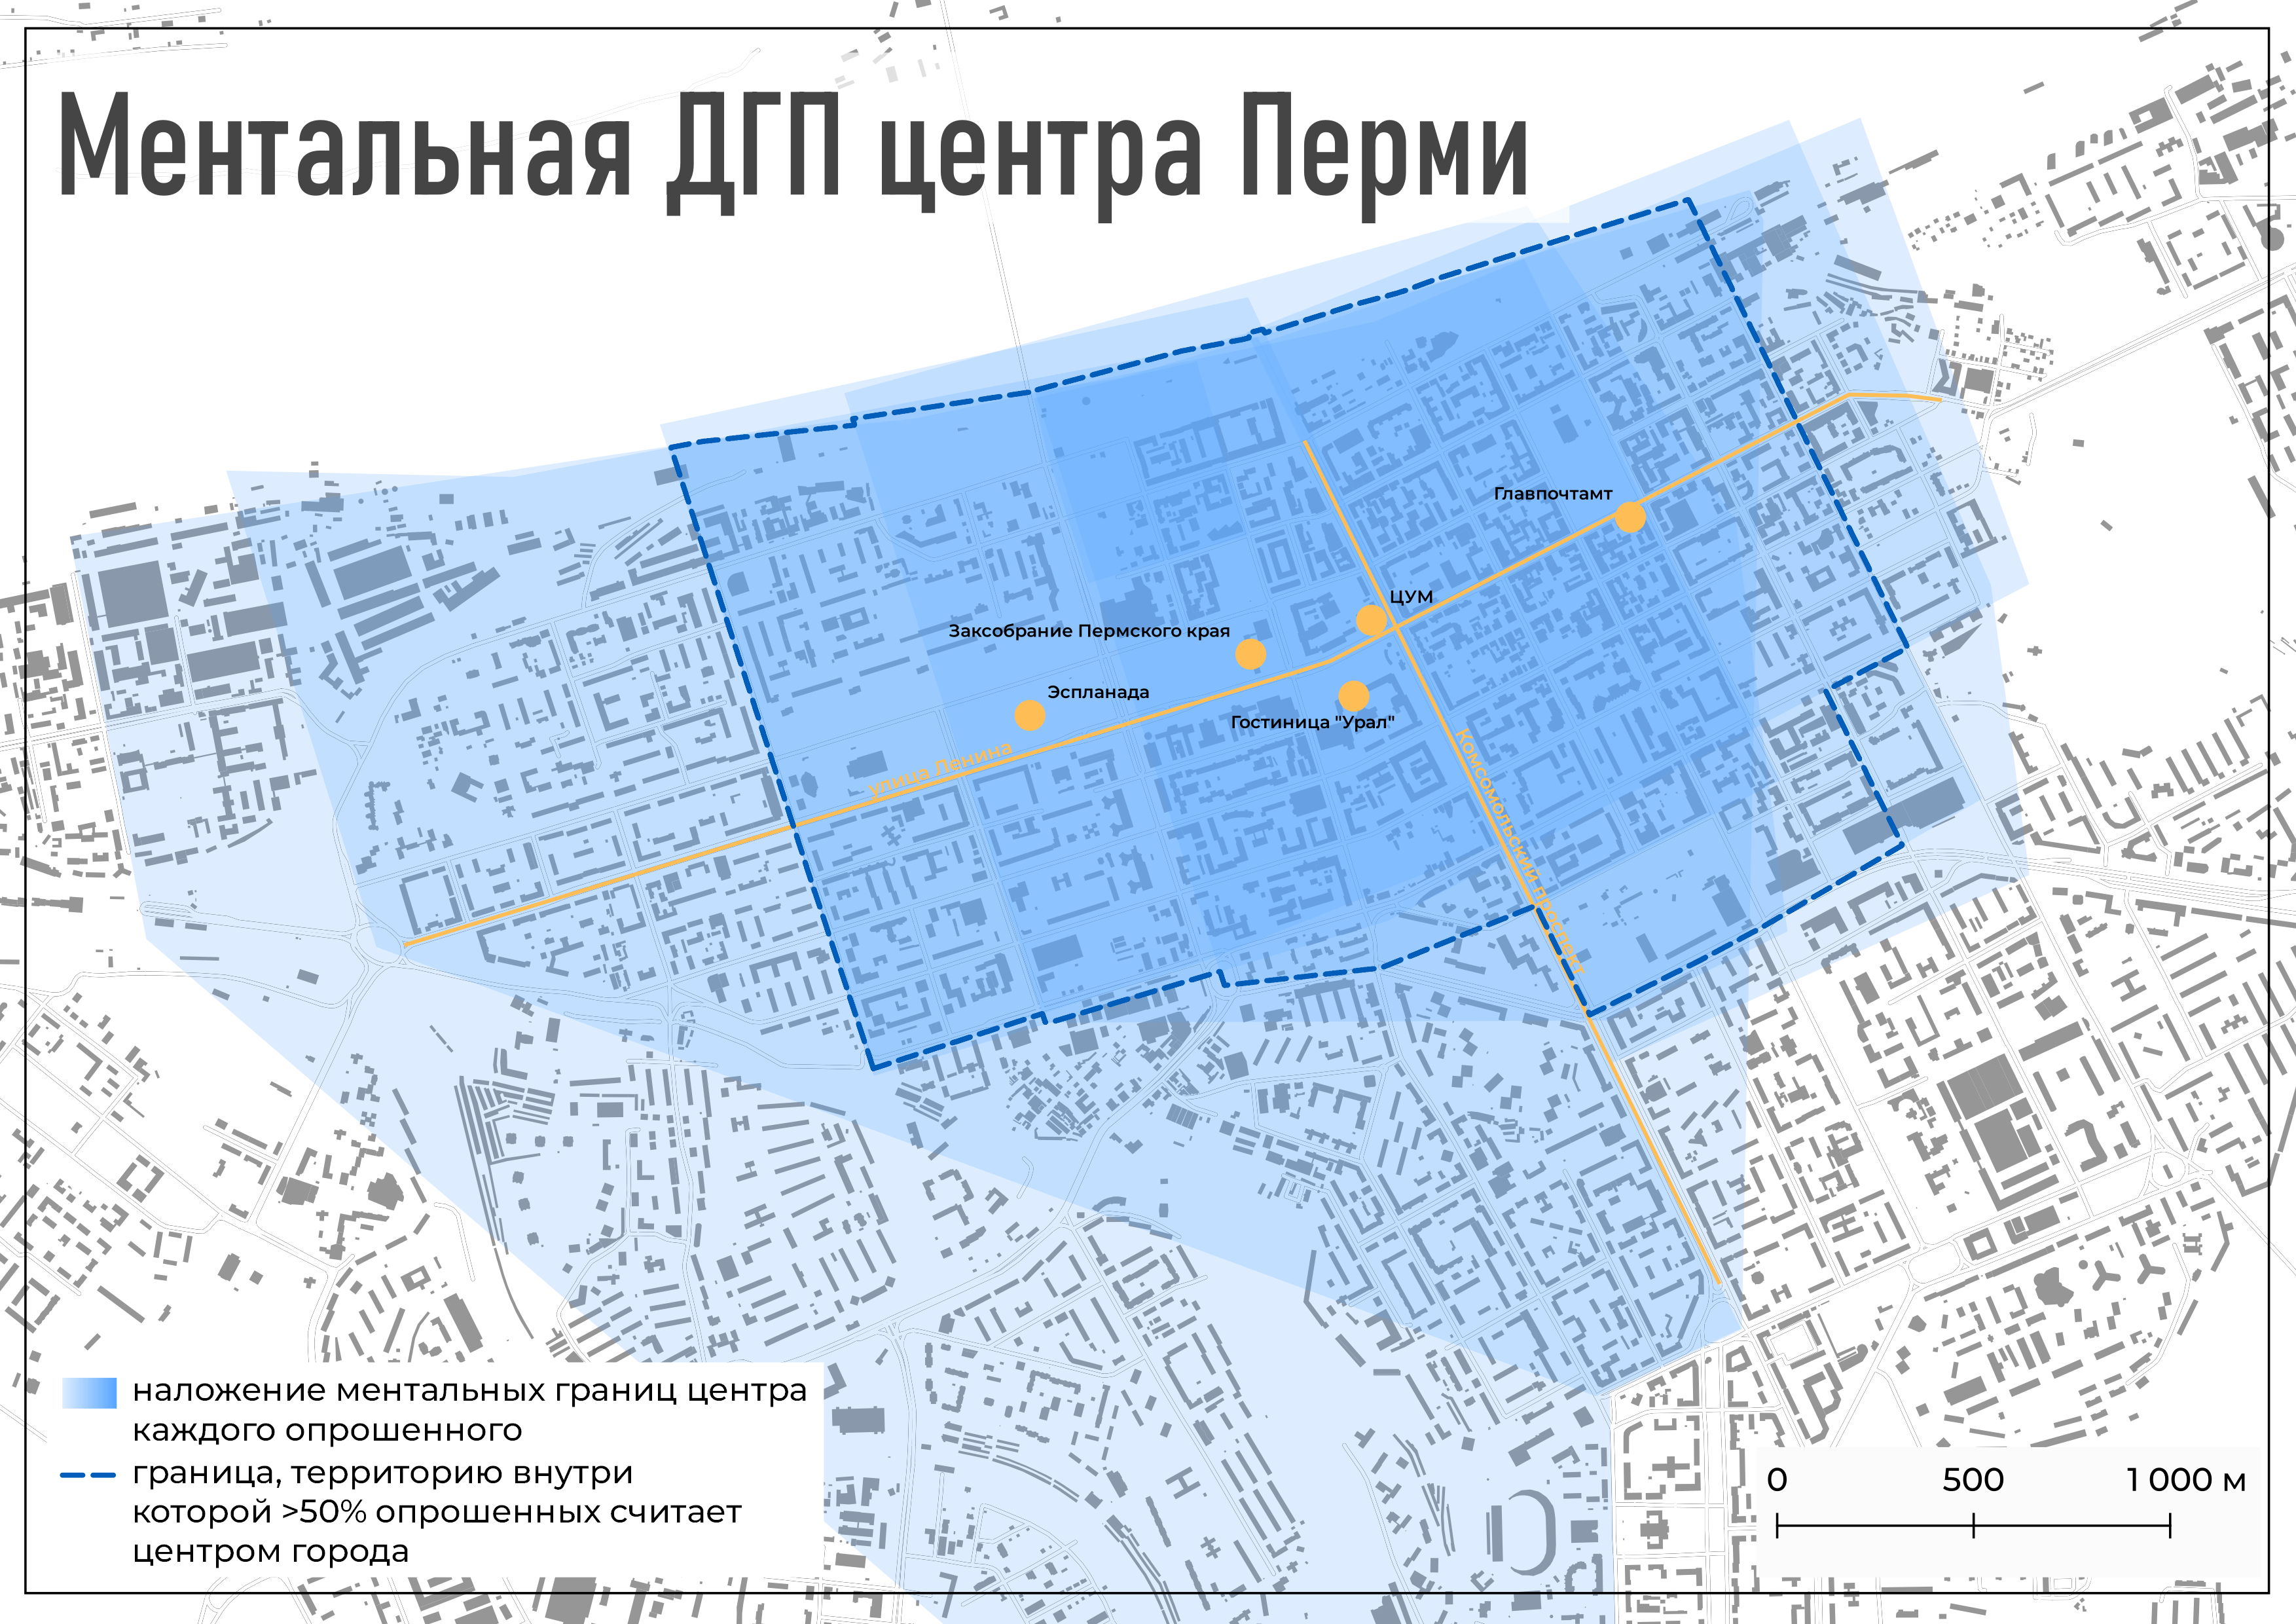 Ментальная ДГП центра Перми
Главпочтамт
ЦУМ
Заксобрание Пермского края
Эспланада
Гостиница "Урал"
улица Ленина
Комсомольский проспект
наложение ментальных границ центра
каждого опрошенного
граница, территорию внутри
которой >50% опрошенных считает
центром города
0 500 1 000 м